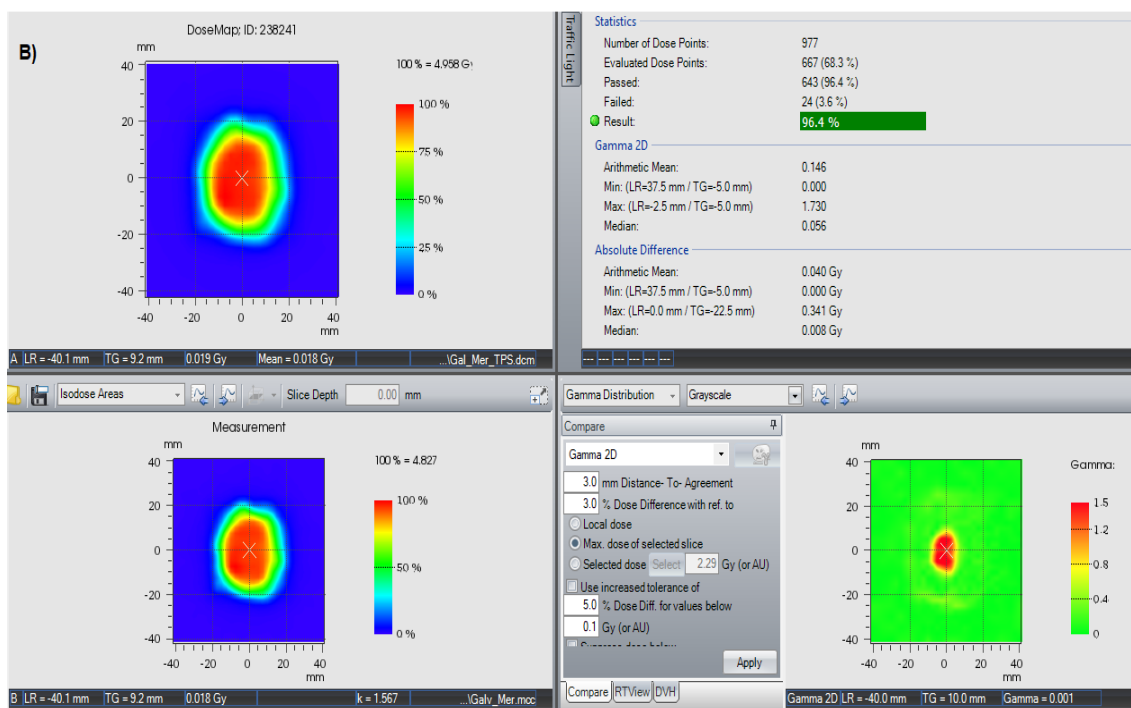 B)
DoseMap; ID: 238241
mm
40
20
0
-20
-40
-40 -20 0 20 40
mm
100 % = 4.958 Gy
100 %
75 %
50 %
25 %
0 %
A LR = -40.1 mm TG = 9.2 mm 0.019 Gy Mean = 0.018 Gy ...\Gal_Mer_TPS.dcm
Traffic Light
Statistics
Number of Dose Points: 977
Evaluated Dose Points: 667 (68.3 %)
Passed: 643 (96.4 %)
Failed: 24 (3.6 %)
Result: 96.4 %
Gamma 2D
Arithmetic Mean: 0.146
Min: (LR=37.5 mm / TG=-5.0 mm) 0.000
Max: (LR=-2.5 mm / TG=-5.0 mm) 1.730
Median: 0.056
Absolute Difference
Arithmetic Mean: 0.040 Gy
Min: (LR=37.5 mm / TG=-5.0 mm) 0.000 Gy
Max: (LR=0.0 mm / TG=-22.5 mm) 0.341 Gy
Median: 0.008 Gy
--- --- --- --- --- ---
Isodose Areas Slice Depth 0.00 mm
Measurement
mm
40
20
0
-20
-40
-40 -20 0 20 40
mm
100 % = 4.827
100 %
50 %
0 %
B LR = -40.1 mm TG = 9.2 mm 0.018 Gy k = 1.567 ...\Galv_Mer.mcc
Gamma Distribution Grayscale
Compare
Gamma 2D
3.0 mm Distance- To- Agreement
3.0 % Dose Difference with ref. to
Local dose
Max. dose of selected slice
Selected dose Select 2.29 Gy (or AU)
Use increased tolerance of
5.0 % Dose Diff. for values below
0.1 Gy (or AU)
Suppress dose below
Apply
Compare RTView DVH
mm
40
20
0
-20
-40
-40 -20 0 20 40
mm
Gamma:
1.5
1.2
0.8
0.4
0
Gamma 2D LR = -40.0 mm TG = 10.0 mm Gamma = 0.001